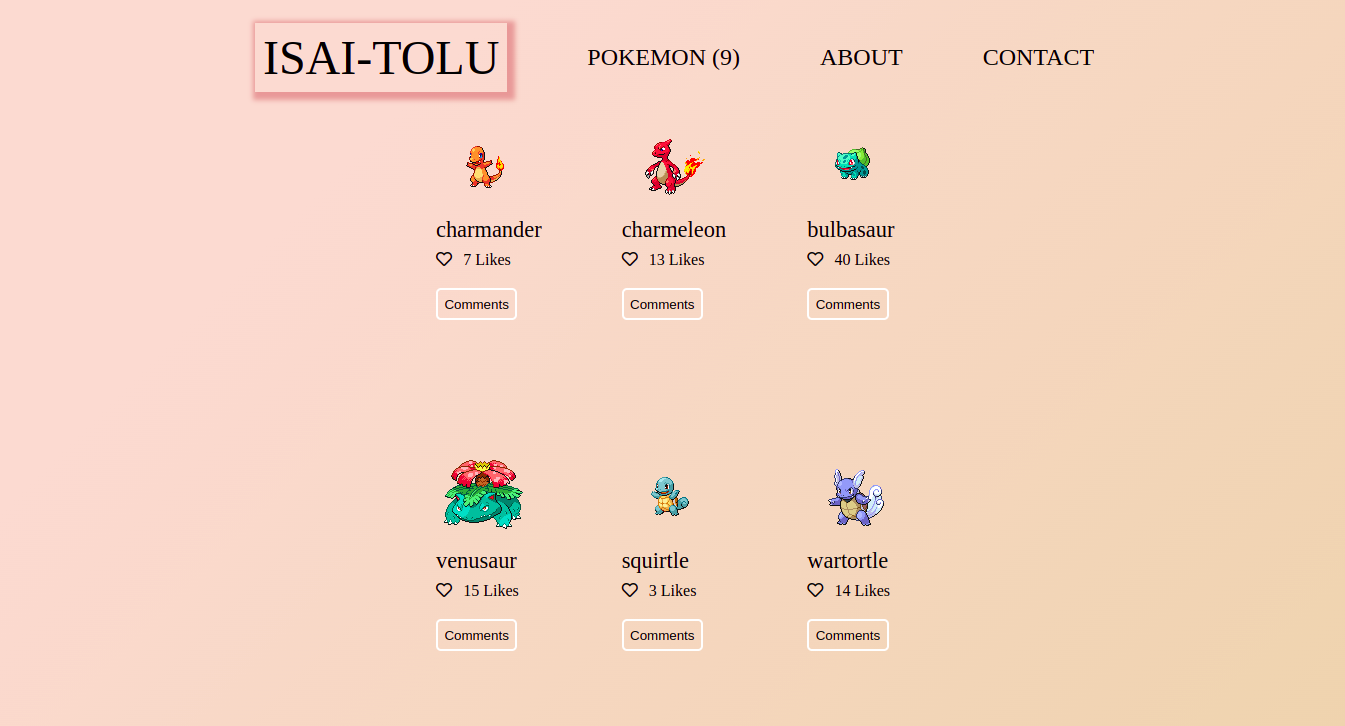 ISAI-TOLU POKEMON (9) ABOUT CONTACT
charmander charmeleon bulbasaur
7 Likes 13 Likes 40 Likes
Comments Comments Comments
venusaur squirtle wartortle
15 Likes 3 Likes 14 Likes
Comments Comments Comments